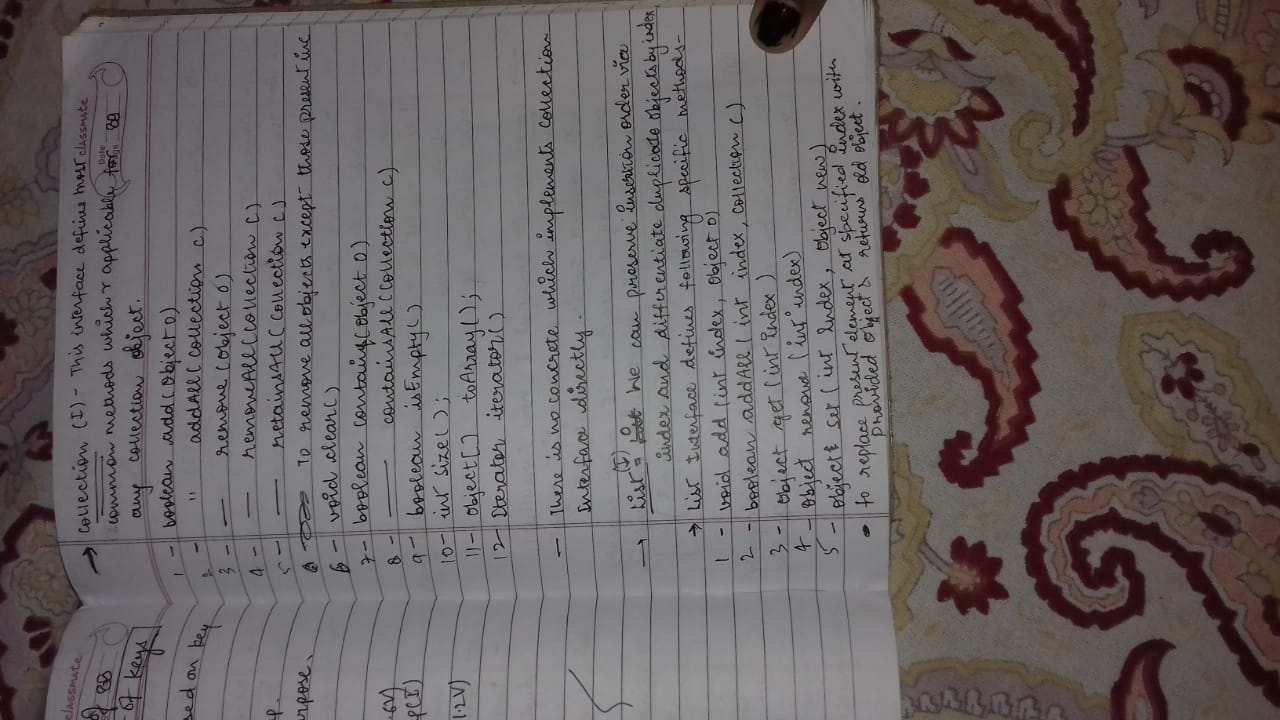 classmate
Date
Page 88
→ Collection (I) - This interface defines most
common methods which r applicable for
any collection object.
1 - boolean add (Object O)
2 - " addAll (Collection C)
3 - — remove (Object O)
4 - — removeAll (Collection C)
5 - — retainsAll (Collection C)
To remove all objects except those present in c
6 - void clear ()
7 - boolean contains (Object O)
8 - — containsAll (Collection C)
9 - boolean isEmpty ()
10 - int size ();
11 - Object[] toArray ();
12 - Iterator iterator()
- There is no concrete which implements Collection
Interface directly.
→ List (I) = We can preserve insertion order via
index and differentiate duplicate objects by index
→ List Interface defines following specific methods-
1 - void add (int index, Object O)
2 - boolean addAll (int index, Collection C)
3 - Object get (int Index)
4 - Object remove (int index)
5 - Object set (int Index, Object new)
• to replace present element at specified index with
provided Object & returns old object.
classmate
88
of keys
sed on key
rpose.
p(I)
1.2V)